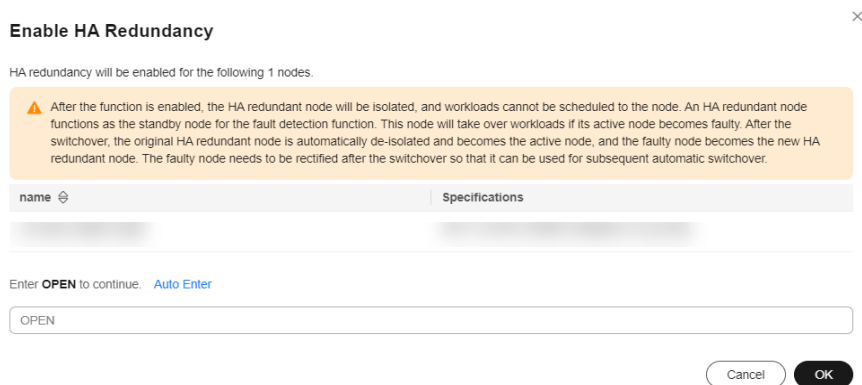 Enable HA Redundancy
HA redundancy will be enabled for the following 1 nodes.
After the function is enabled, the HA redundant node will be isolated, and workloads cannot be scheduled to the node. An HA redundant node
functions as the standby node for the fault detection function. This node will take over workloads if its active node becomes faulty. After the
switchover, the original HA redundant node is automatically de-isolated and becomes the active node, and the faulty node becomes the new HA
redundant node. The faulty node needs to be rectified after the switchover so that it can be used for subsequent automatic switchover.
name Specifications
Enter OPEN to continue. Auto Enter
OPEN
Cancel OK